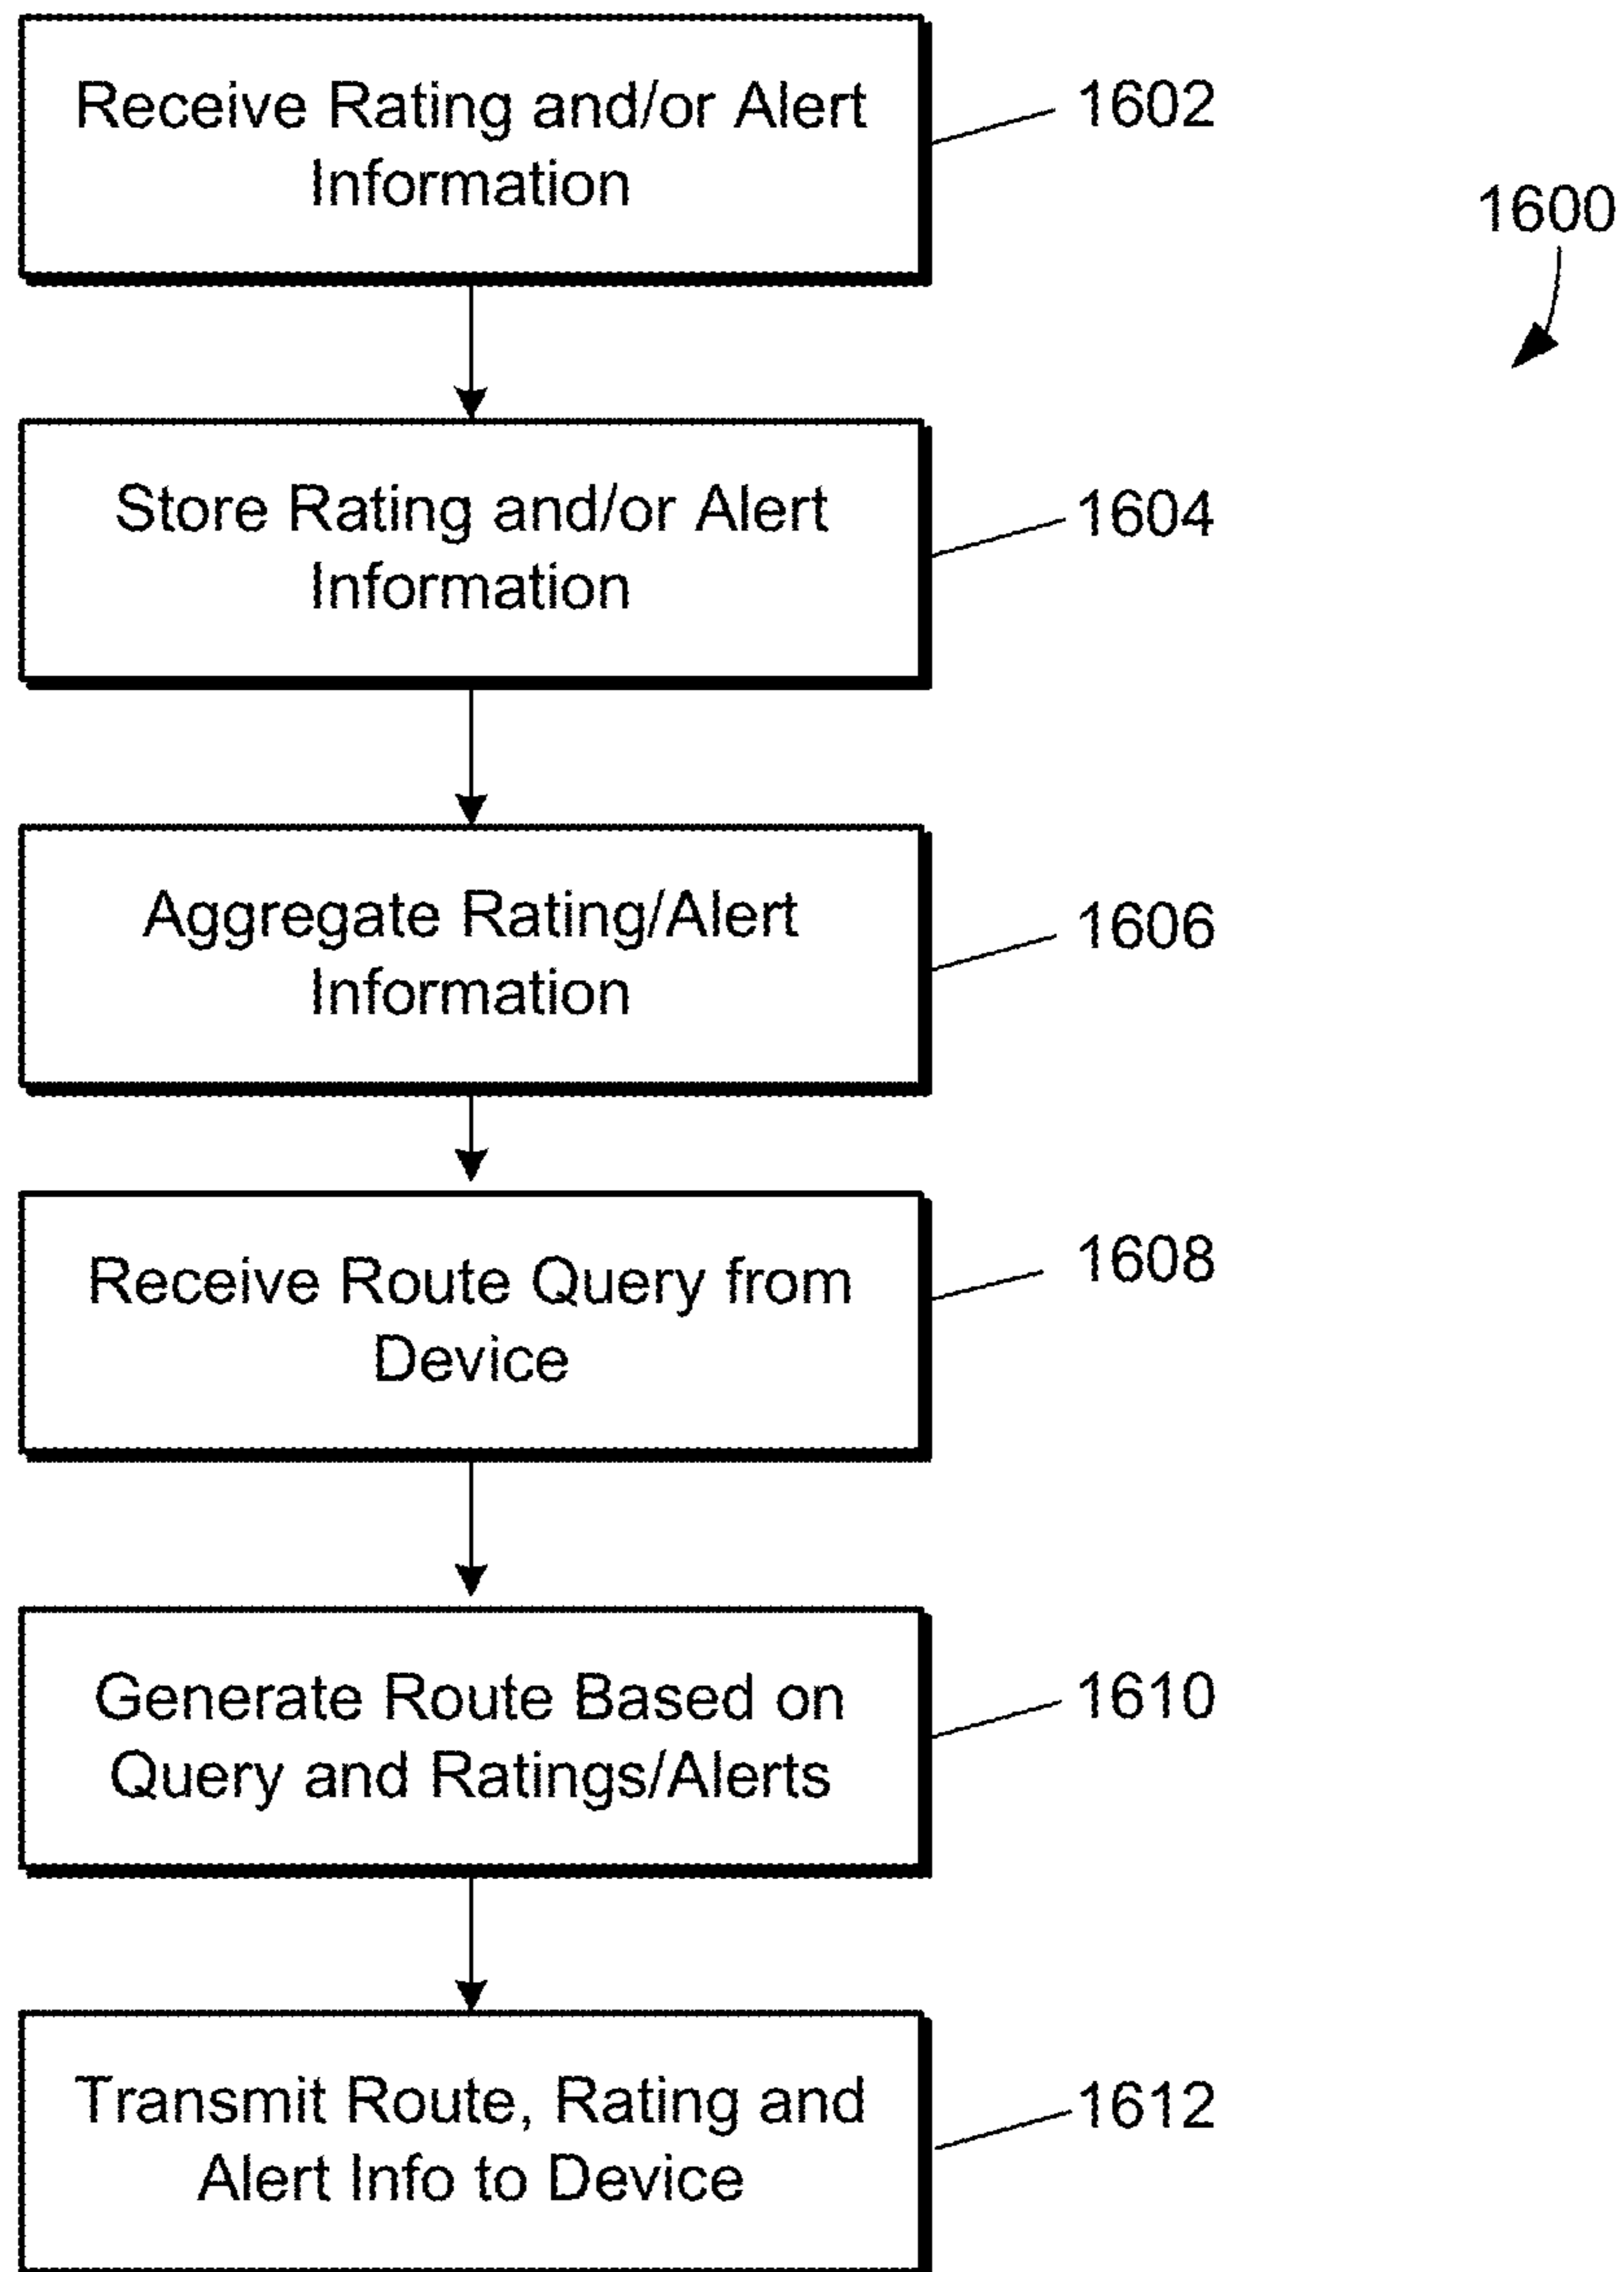 Receive Rating and/or Alert
Information
1602
1600
Store Rating and/or Alert
Information
1604
Aggregate Rating/Alert
Information
1606
Receive Route Query from
Device
1608
Generate Route Based on
Query and Ratings/Alerts
1610
Transmit Route, Rating and
Alert Info to Device
1612